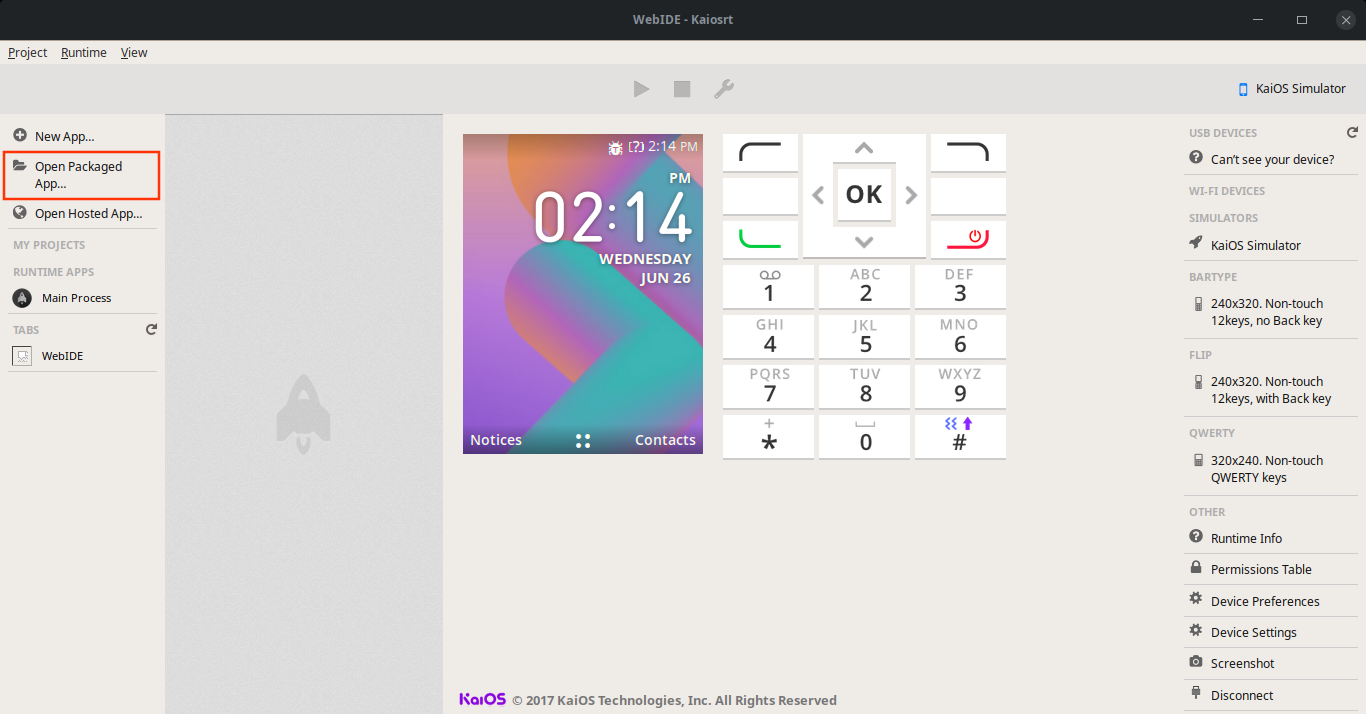 WebIDE - Kaiosrt
Project Runtime View
KaiOS Simulator
New App...
Open Packaged
App...
Open Hosted App...
MY PROJECTS
RUNTIME APPS
Main Process
TABS
WebIDE
[?] 2:14 PM
PM
02:14
WEDNESDAY
JUN 26
Notices
Contacts
OK
1
ABC
2
DEF
3
GHI
4
JKL
5
MNO
6
PQRS
7
TUV
8
WXYZ
9
+
*
0
#
KaiOS © 2017 KaiOS Technologies, Inc. All Rights Reserved
USB DEVICES
Can't see your device?
WI-FI DEVICES
SIMULATORS
KaiOS Simulator
BARTYPE
240x320. Non-touch
12keys, no Back key
FLIP
240x320. Non-touch
12keys, with Back key
QWERTY
320x240. Non-touch
QWERTY keys
OTHER
Runtime Info
Permissions Table
Device Preferences
Device Settings
Screenshot
Disconnect